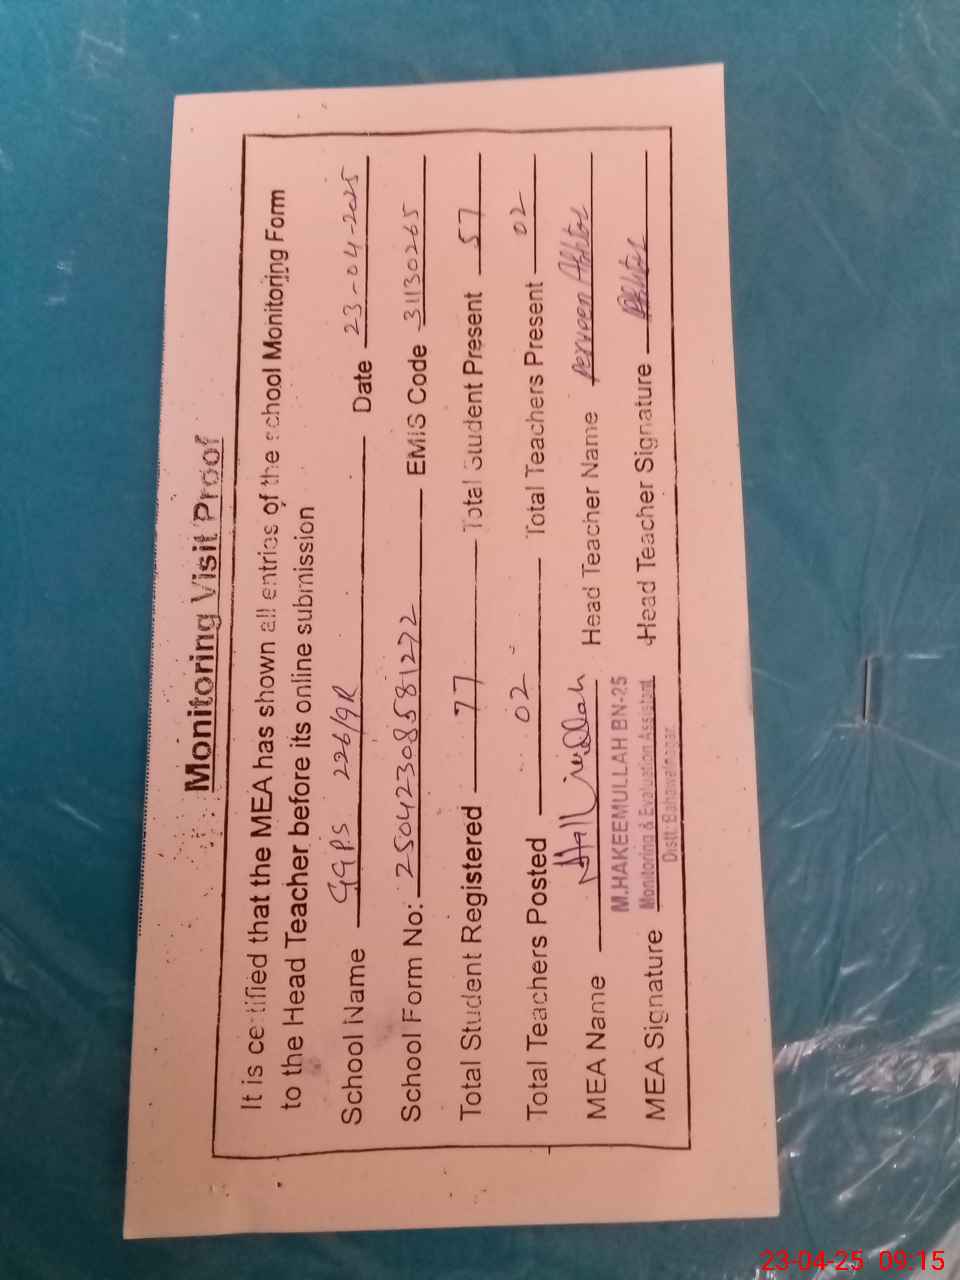 Monitoring Visit Proof
It is certified that the MEA has shown all entries of the school Monitoring Form
to the Head Teacher before its online submission
School Name GGPS 226/9R Date 23-04-2025
School Form No: 25042308581272 EMIS Code 31130265
Total Student Registered 77 Total Student Present 57
Total Teachers Posted 02 Total Teachers Present 02
MEA Name Head Teacher Name Perveen Akhtar
M.HAKEEMULLAH BN-25
Monitoring & Evaluation Assistant
Distt: Bahawalnagar
MEA Signature Head Teacher Signature
23-04-25 09:15